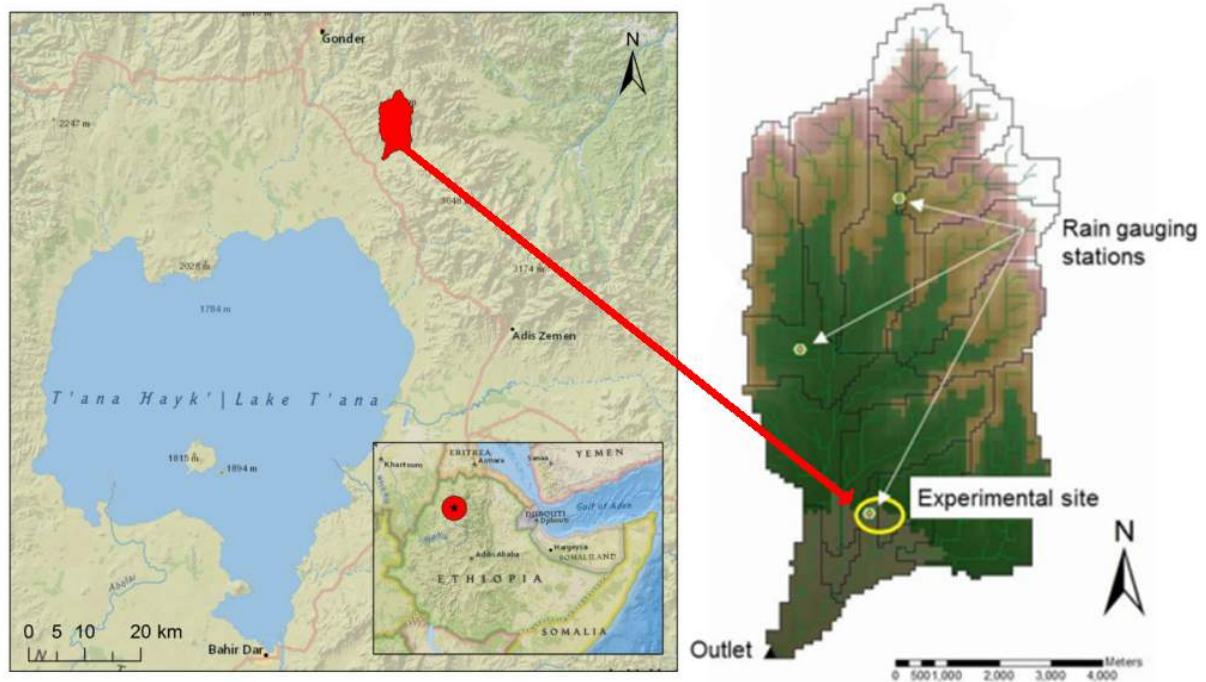 Gonder
N
2247 m
3048 m
2028 m
3174 m
1784 m
Adis Zemen
T'ana Hayk' | Lake T'ana
1815 m
1894 m
Abay
0 5 10 20 km
N
Bahir Dar
ERITREA
YEMEN
Khartoum
Asmara
Sanaa
Gulf of Aden
DJIBOUTI
Djibouti
Addis Ababa
Hargeysa
SOMALILAND
ETHIOPIA
SOMALIA
Rain gauging
stations
Experimental site
N
Outlet
Meters
0 500 1,000 2,000 3,000 4,000